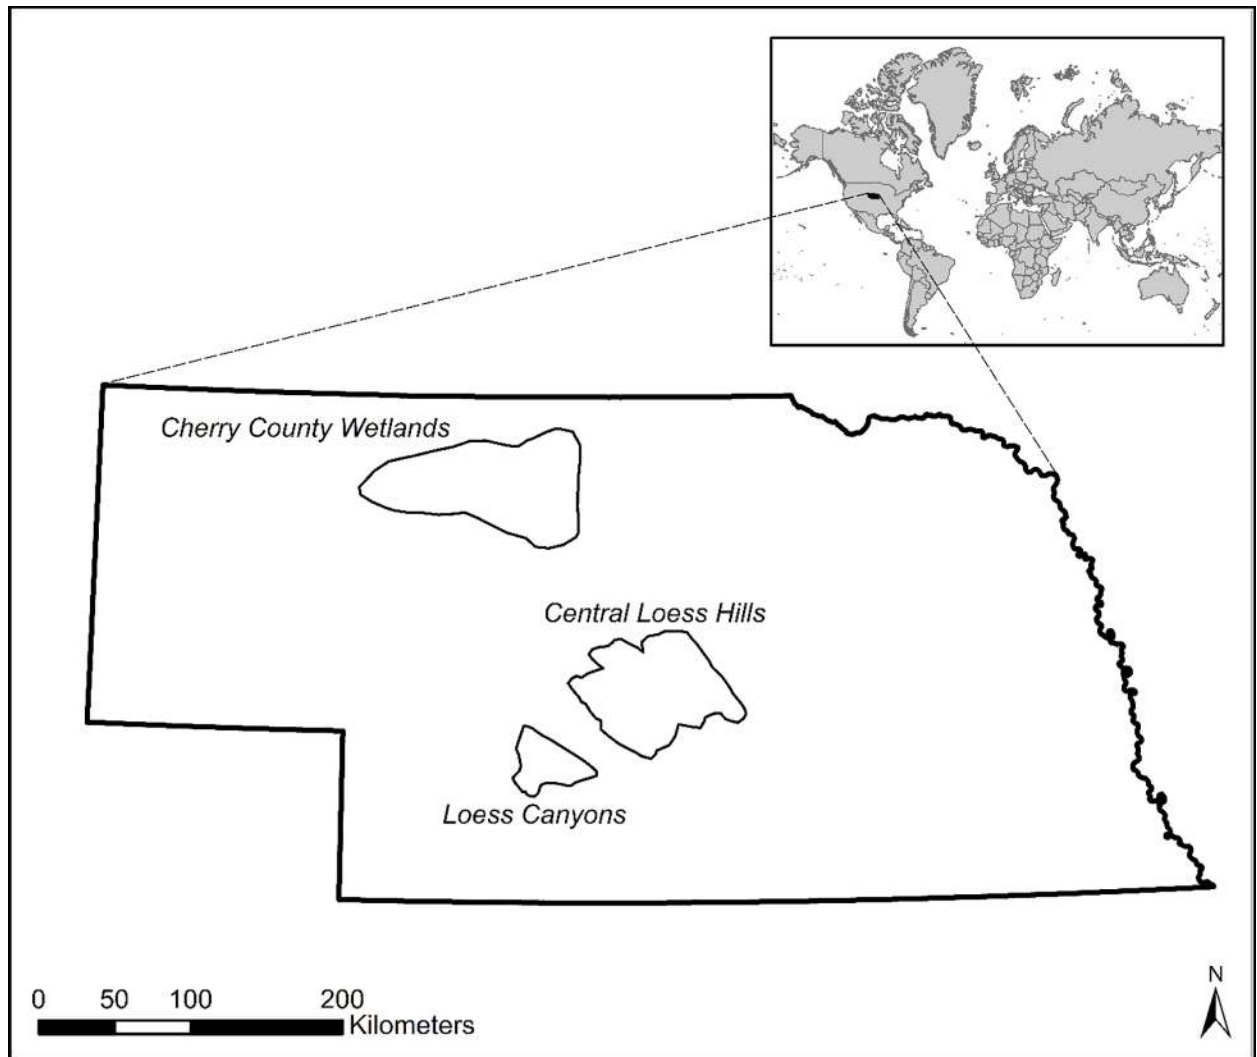 Cherry County Wetlands
Central Loess Hills
Loess Canyons
N
0 50 100 200
Kilometers